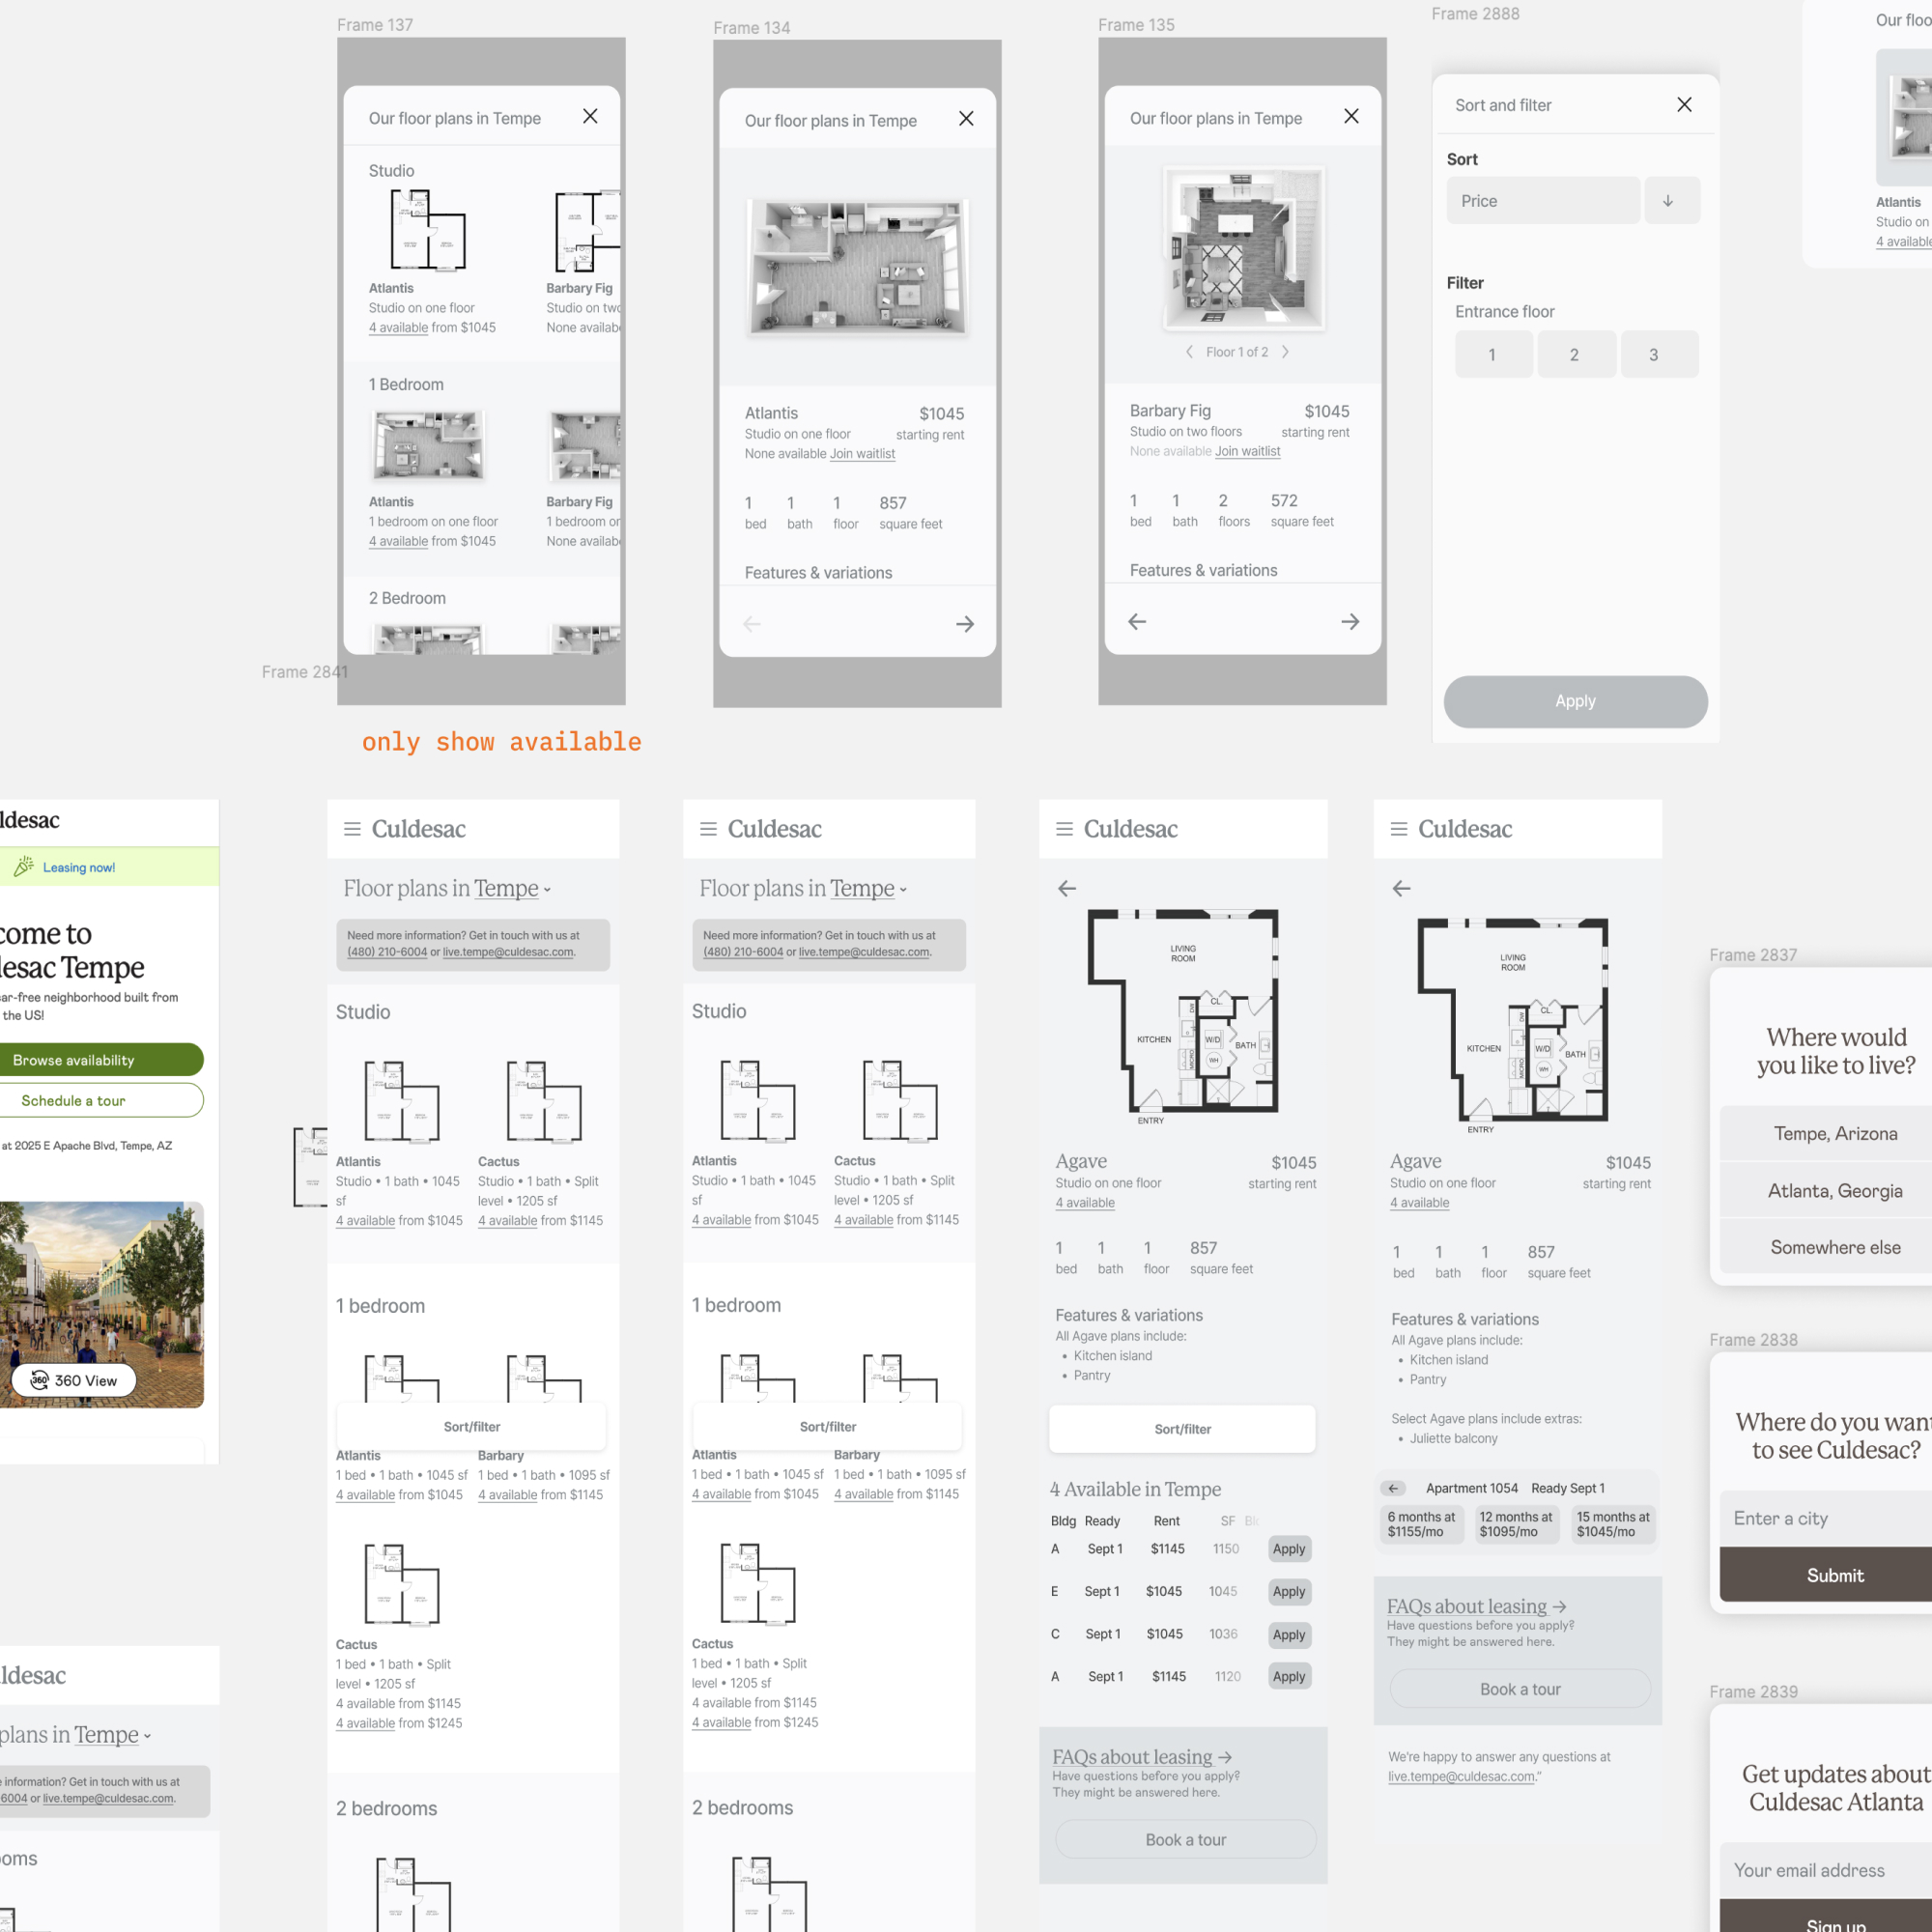 Frame 137
Our floor plans in Tempe
Studio
Atlantis
Studio on one floor
4 available from $1045
Barbary Fig
Studio on two
None availab
1 Bedroom
Atlantis
1 bedroom on one floor
4 available from $1045
Barbary Fig
1 bedroom or
None availab
2 Bedroom
Frame 2841
only show available
Frame 134
Our floor plans in Tempe
Atlantis
$1045
Studio on one floor
starting rent
None available Join waitlist
1 1 1 857
bed bath floor square feet
Features & variations
Frame 135
Our floor plans in Tempe
Floor 1 of 2
Barbary Fig
$1045
Studio on two floors
starting rent
None available Join waitlist
1 1 2 572
bed bath floors square feet
Features & variations
Frame 2888
Sort and filter
Sort
Price
Filter
Entrance floor
1 2 3
Apply
Our floo
Atlantis
Studio on
4 available
ldesac
Leasing now!
come to
lesac Tempe
ar-free neighborhood built from
the US!
Browse availability
Schedule a tour
at 2025 E Apache Blvd, Tempe, AZ
360 View
ldesac
plans in Tempe
information? Get in touch with us at
6004 or live.tempe@culdesac.com.
ooms
Culdesac
Floor plans in Tempe
Need more information? Get in touch with us at
(480) 210-6004 or live.tempe@culdesac.com.
Studio
Atlantis
Studio • 1 bath • 1045
sf
4 available from $1045
Cactus
Studio • 1 bath • Split
level • 1205 sf
4 available from $1145
1 bedroom
Sort/filter
Atlantis
1 bed • 1 bath • 1045 sf
4 available from $1045
Barbary
1 bed • 1 bath • 1095 sf
4 available from $1145
Cactus
1 bed • 1 bath • Split
level • 1205 sf
4 available from $1145
4 available from $1245
2 bedrooms
Culdesac
Floor plans in Tempe
Need more information? Get in touch with us at
(480) 210-6004 or live.tempe@culdesac.com.
Studio
Atlantis
Studio • 1 bath • 1045
sf
4 available from $1045
Cactus
Studio • 1 bath • Split
level • 1205 sf
4 available from $1145
1 bedroom
Sort/filter
Atlantis
1 bed • 1 bath • 1045 sf
4 available from $1045
Barbary
1 bed • 1 bath • 1095 sf
4 available from $1145
Cactus
1 bed • 1 bath • Split
level • 1205 sf
4 available from $1145
4 available from $1245
2 bedrooms
Culdesac
LIVING
ROOM
CL.
DW
KITCHEN
W/D
BATH
WH
MICRO
ENTRY
Agave
$1045
Studio on one floor
starting rent
4 available
1 1 1 857
bed bath floor square feet
Features & variations
All Agave plans include:
• Kitchen island
• Pantry
Sort/filter
4 Available in Tempe
Bldg Ready Rent SF Bl
A Sept 1 $1145 1150 Apply
E Sept 1 $1045 1045 Apply
C Sept 1 $1045 1036 Apply
A Sept 1 $1145 1120 Apply
FAQs about leasing →
Have questions before you apply?
They might be answered here.
Book a tour
Culdesac
LIVING
ROOM
CL.
DW
KITCHEN
W/D
BATH
WH
MICRO
ENTRY
Agave
$1045
Studio on one floor
starting rent
4 available
1 1 1 857
bed bath floor square feet
Features & variations
All Agave plans include:
• Kitchen island
• Pantry
Select Agave plans include extras:
• Juliette balcony
Apartment 1054 Ready Sept 1
6 months at
$1155/mo
12 months at
$1095/mo
15 months at
$1045/mo
FAQs about leasing →
Have questions before you apply?
They might be answered here.
Book a tour
We're happy to answer any questions at
live.tempe@culdesac.com."
Frame 2837
Where would
you like to live?
Tempe, Arizona
Atlanta, Georgia
Somewhere else
Frame 2838
Where do you want
to see Culdesac?
Enter a city
Submit
Frame 2839
Get updates about
Culdesac Atlanta
Your email address
Sign up